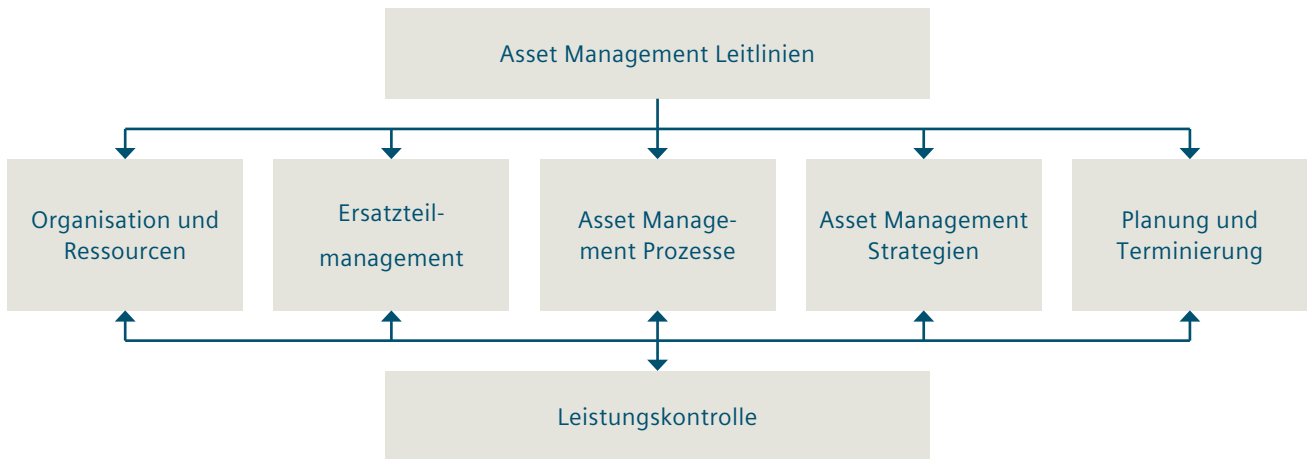 Asset Management Leitlinien
Organisation und
Ressourcen
Ersatzteil-
management
Asset Manage-
ment Prozesse
Asset Management
Strategien
Planung und
Terminierung
Leistungskontrolle